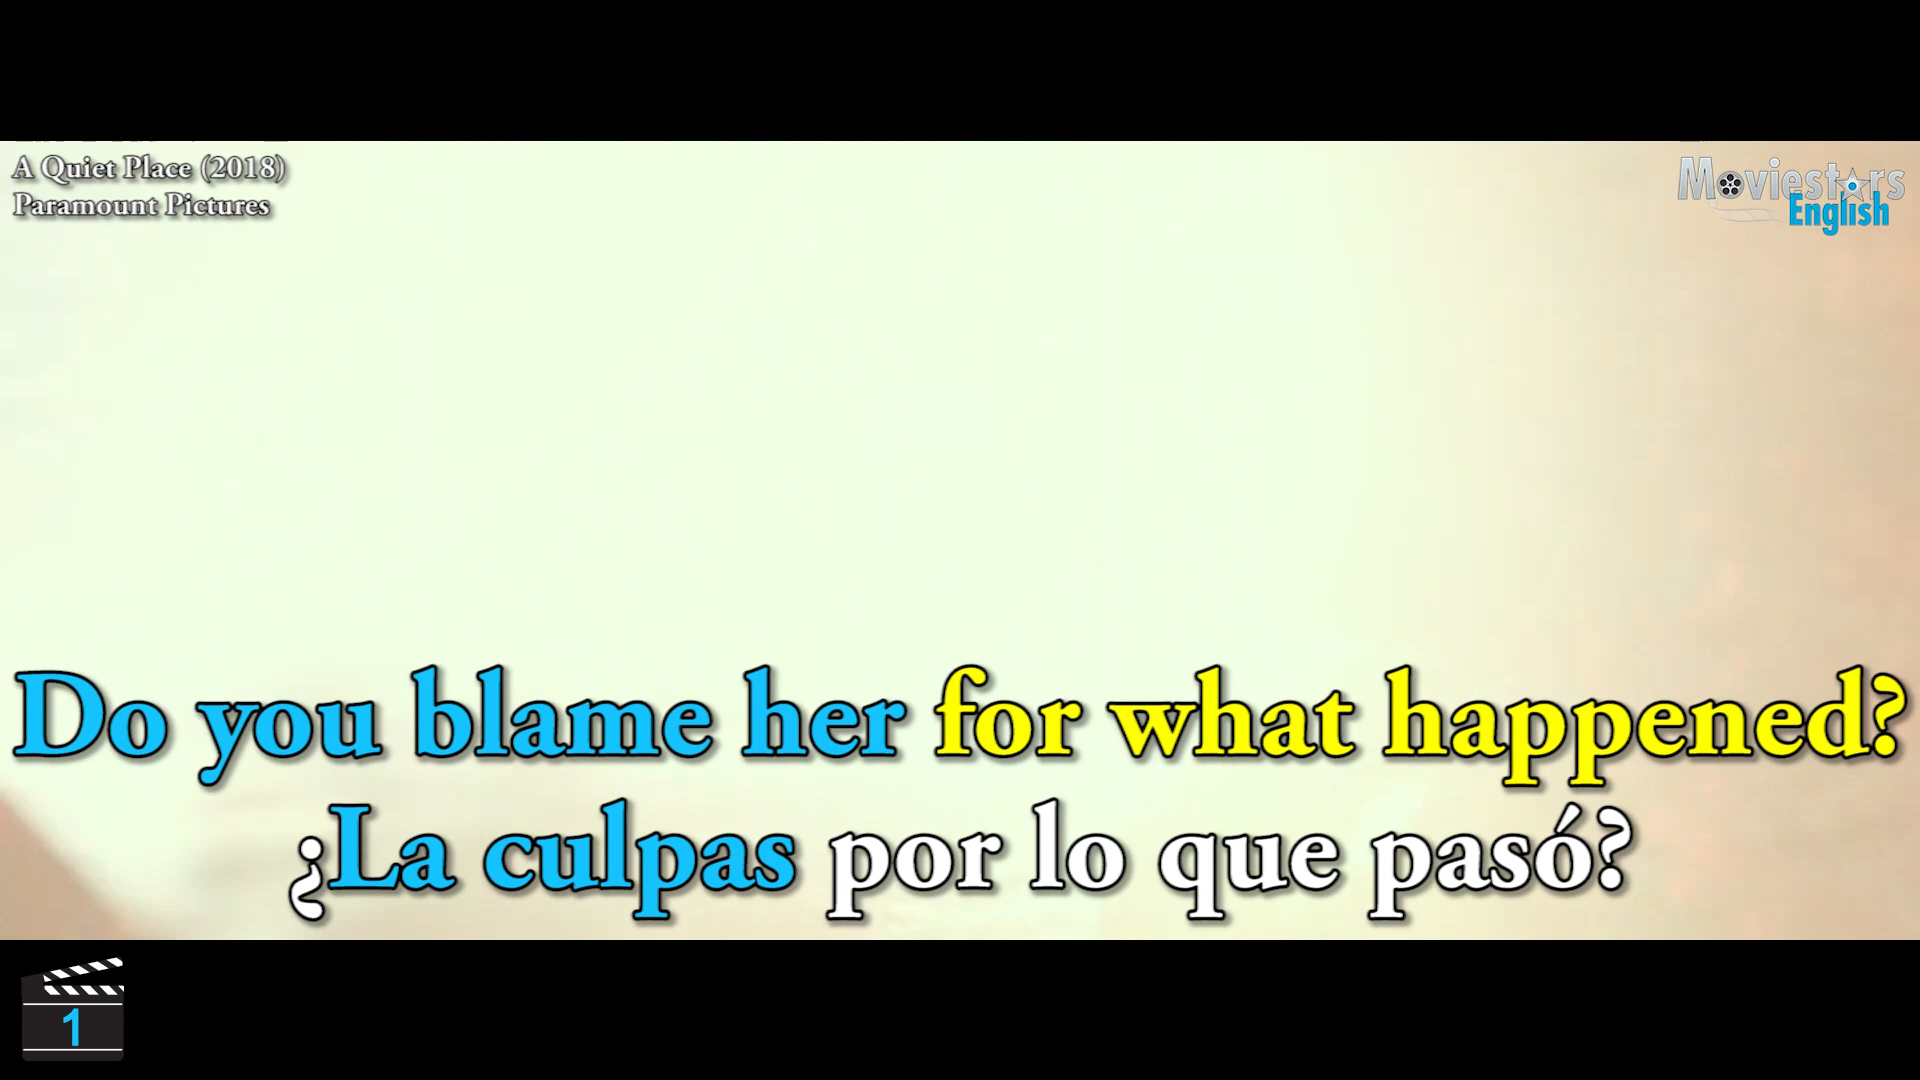 A Quiet Place (2018)
Paramount Pictures
Moviestars
English
Do you blame her for what happened?
¿La culpas por lo que pasó?
1